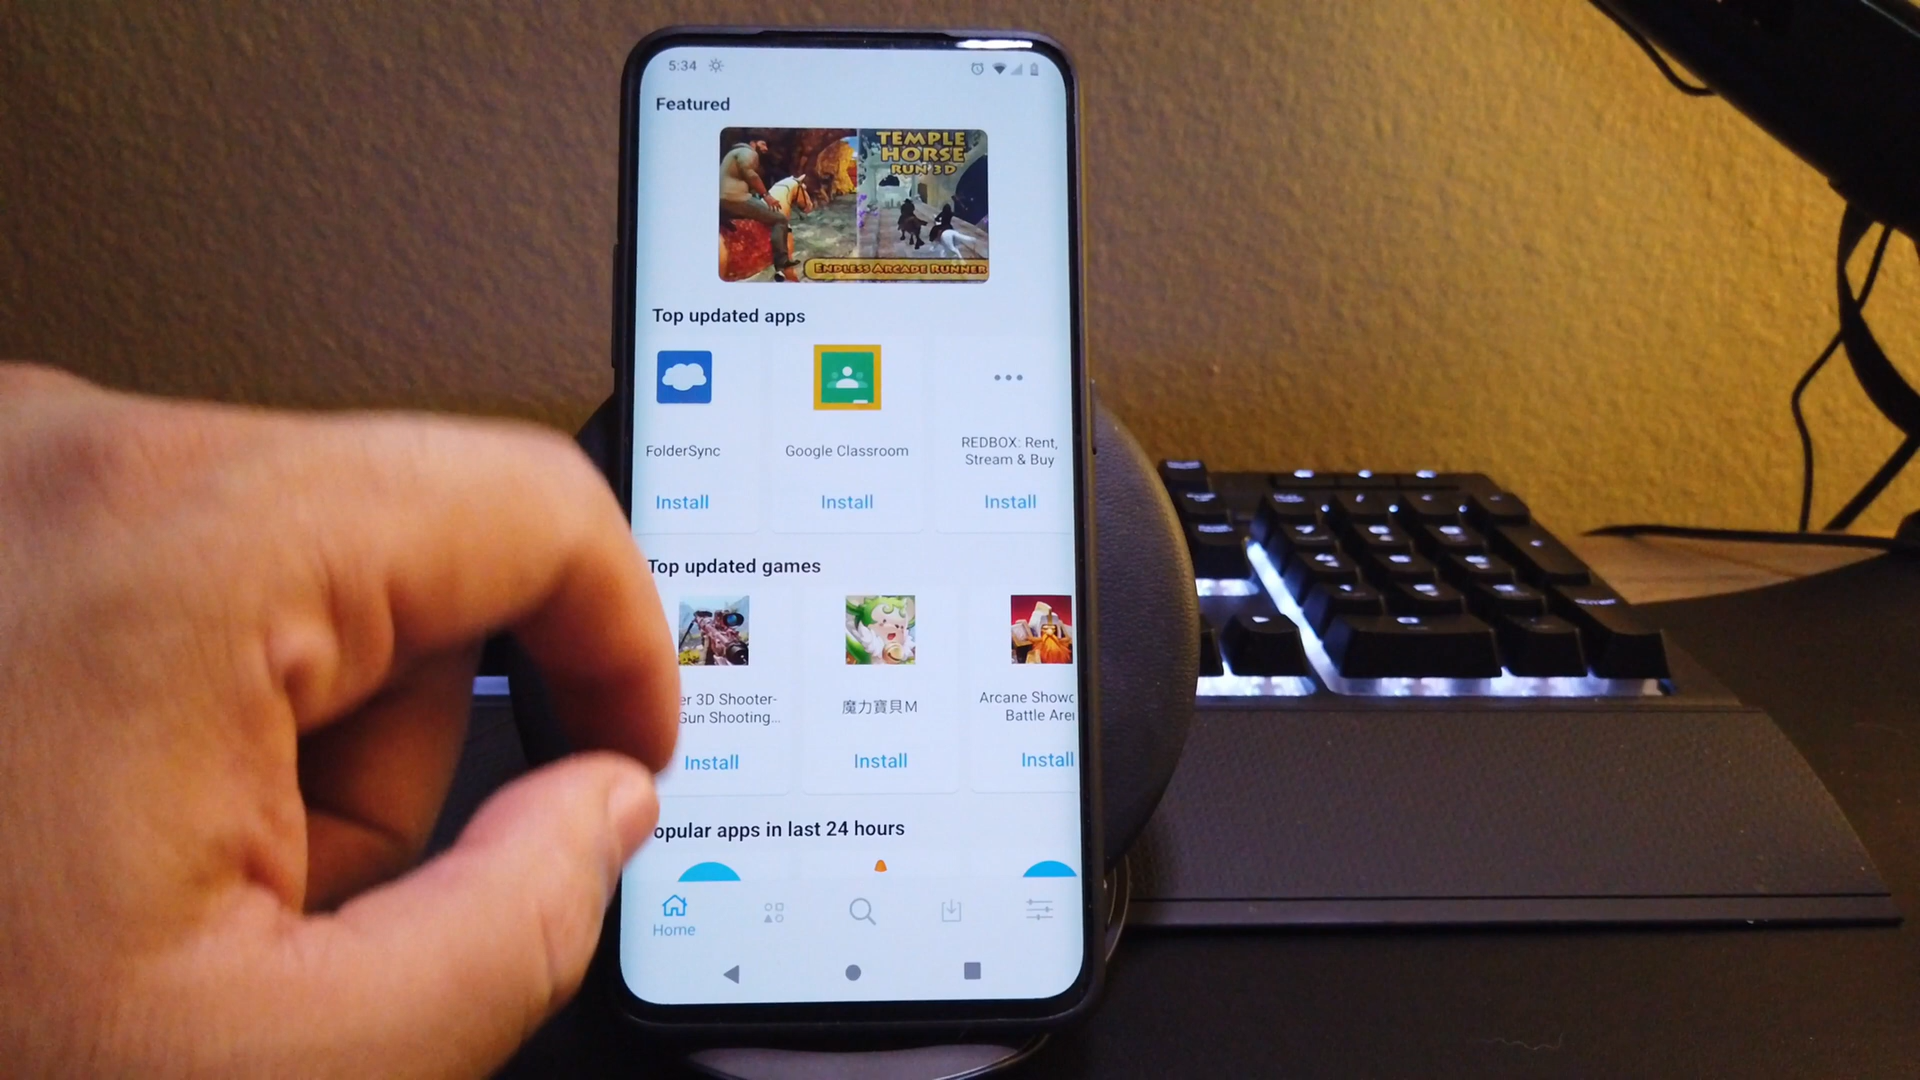 5:34
Featured
TEMPLE
HORSE
RUN 3D
ENDLESS ARCADE RUNNER
Top updated apps
FolderSync
Google Classroom
REDBOX: Rent,
Stream & Buy
Install
Install
Install
Top updated games
er 3D Shooter-
Gun Shooting...
魔力寶貝M
Arcane Showd
Battle Aren
Install
Install
Install
opular apps in last 24 hours
Home